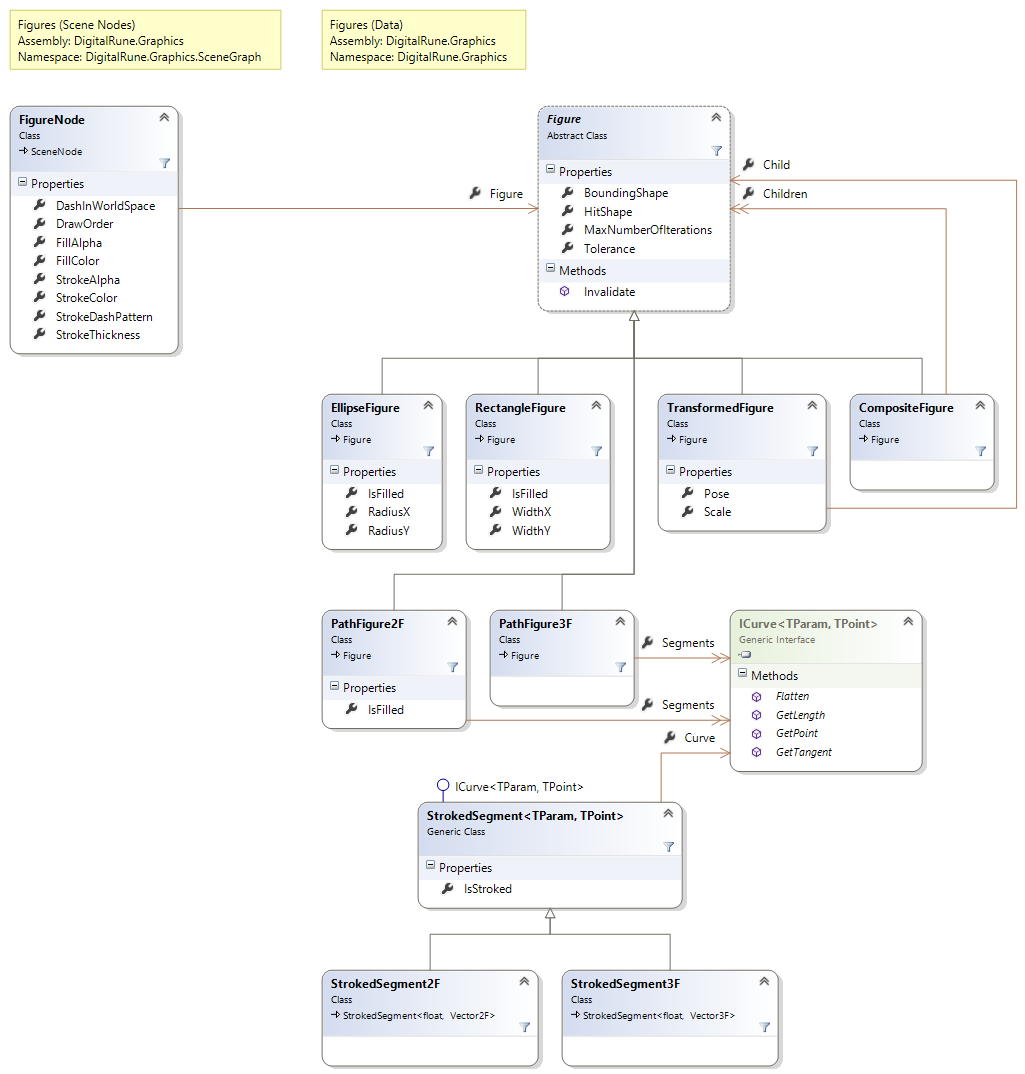 Figures (Scene Nodes)
Assembly: DigitalRune.Graphics
Namespace: DigitalRune.Graphics.SceneGraph
Figures (Data)
Assembly: DigitalRune.Graphics
Namespace: DigitalRune.Graphics
FigureNode
Class
SceneNode
Properties
DashInWorldSpace
DrawOrder
FillAlpha
FillColor
StrokeAlpha
StrokeColor
StrokeDashPattern
StrokeThickness
Figure
Figure
Abstract Class
Properties
BoundingShape
HitShape
MaxNumberOfIterations
Tolerance
Methods
Invalidate
Child
Children
EllipseFigure
Class
Figure
Properties
IsFilled
RadiusX
RadiusY
RectangleFigure
Class
Figure
Properties
IsFilled
WidthX
WidthY
TransformedFigure
Class
Figure
Properties
Pose
Scale
CompositeFigure
Class
Figure
PathFigure2F
Class
Figure
Properties
IsFilled
PathFigure3F
Class
Figure
Segments
Segments
Curve
ICurve<TParam, TPoint>
Generic Interface
Methods
Flatten
GetLength
GetPoint
GetTangent
ICurve<TParam, TPoint>
StrokedSegment<TParam, TPoint>
Generic Class
Properties
IsStroked
StrokedSegment2F
Class
StrokedSegment<float, Vector2F>
StrokedSegment3F
Class
StrokedSegment<float, Vector3F>